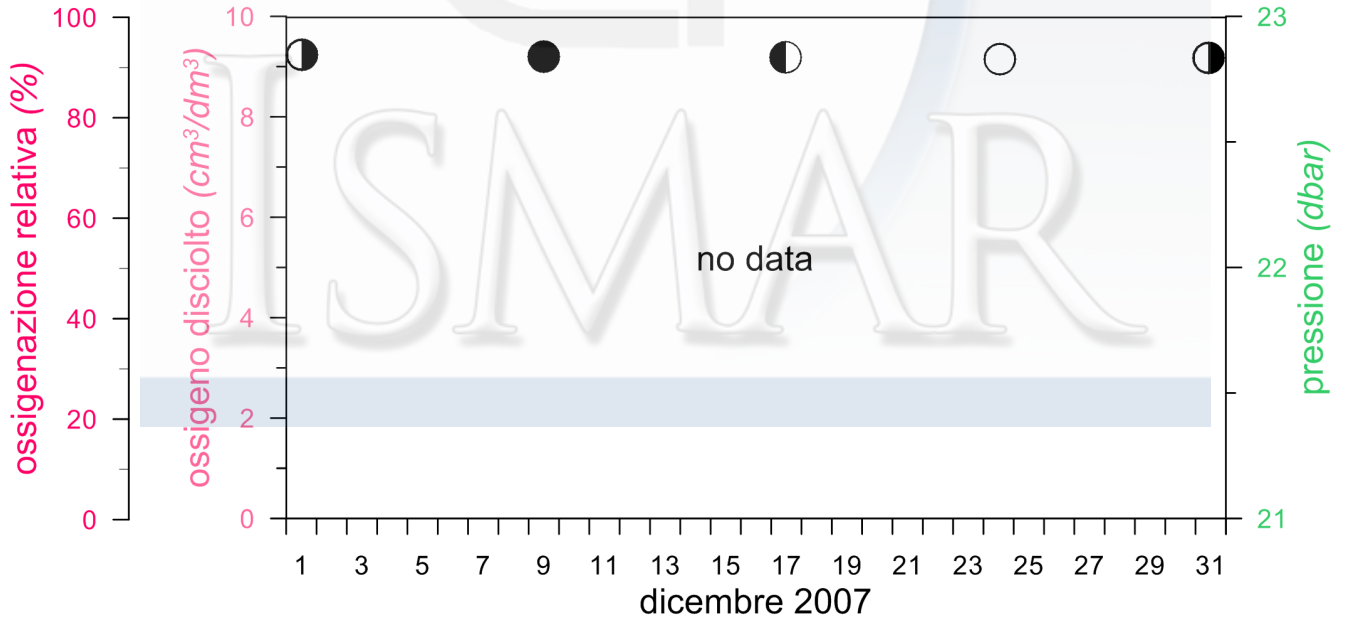 ossigenazione relativa (%)
100
80
60
40
20
0
ossigeno disciolto (cm³/dm³)
10
8
6
4
2
0
ISMAR
no data
23
22
21
pressione (dbar)
1 3 5 7 9 11 13 15 17 19 21 23 25 27 29 31
dicembre 2007